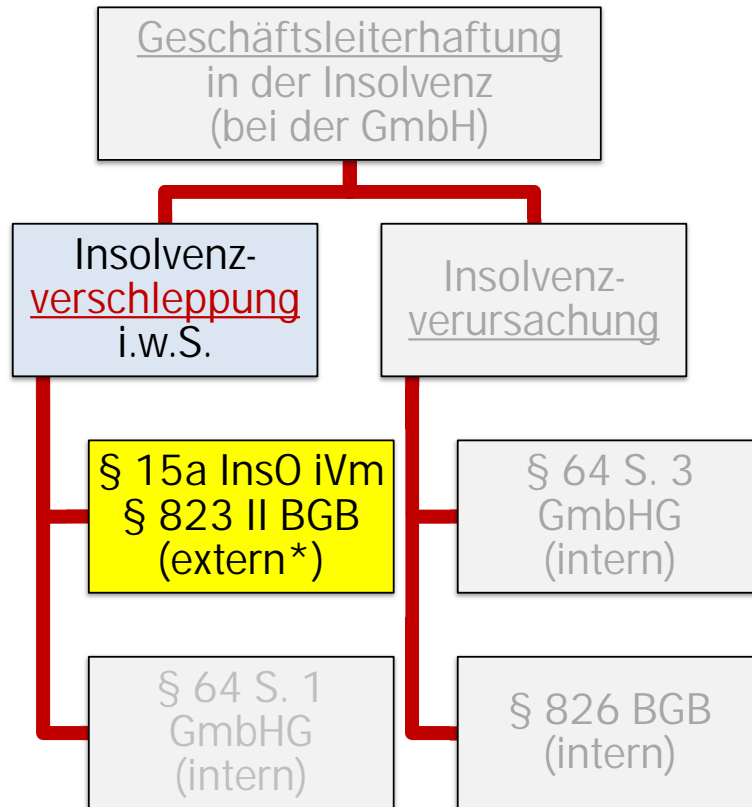 Geschäftsleiterhaftung
in der Insolvenz
(bei der GmbH)
Insolvenz-
verschleppung
i.w.S.
Insolvenz-
verursachung
§ 15a InsO iVm
§ 823 II BGB
(extern*)
§ 64 S. 3
GmbHG
(intern)
§ 64 S. 1
GmbHG
(intern)
§ 826 BGB
(intern)